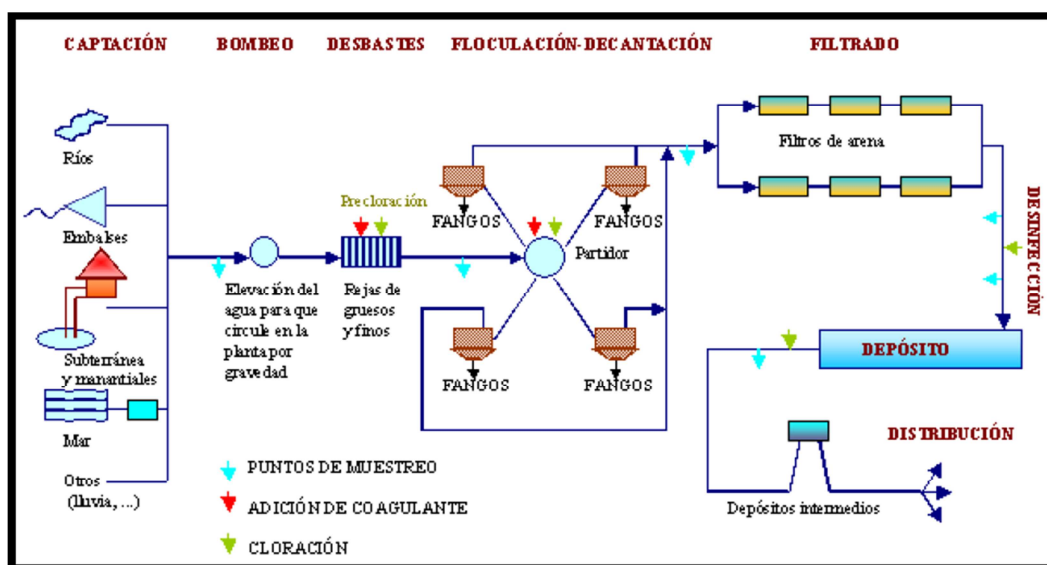 CAPTACIÓN
BOMBEO
DESBASTES
FLOCULACIÓN-DECANTACIÓN
FILTRADO
Ríos
Embalses
Subterránea
y manantiales
Mar
Otros
(lluvia, ...)
Elevación del
agua para que
circule en la
planta por
gravedad
Precloración
Rejas de
gruesos
y finos
FANGOS
FANGOS
Partidor
FANGOS
FANGOS
Filtros de arena
DESINFECCIÓN
DEPÓSITO
DISTRIBUCIÓN
Depósitos intermedios
PUNTOS DE MUESTREO
ADICIÓN DE COAGULANTE
CLORACIÓN